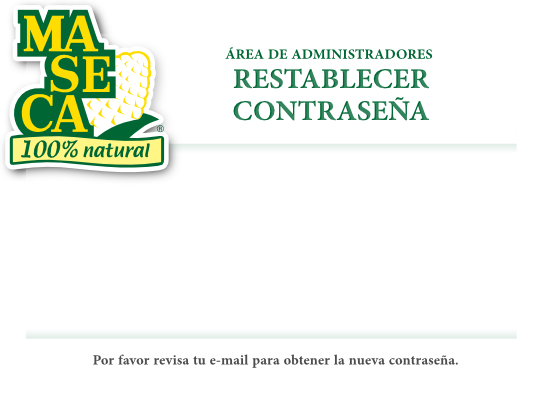 MA
SE
CA
®
100% natural
ÁREA DE ADMINISTRADORES
RESTABLECER
CONTRASEÑA
Por favor revisa tu e-mail para obtener la nueva contraseña.